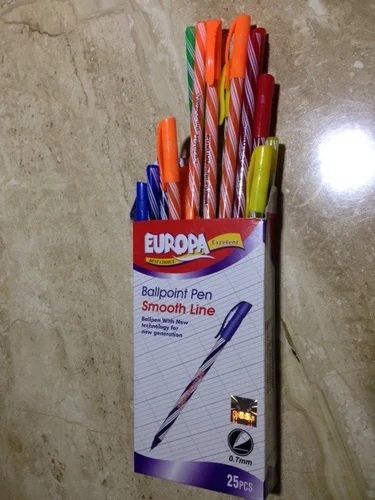 EUROPA
Excellent
BEST CHOICE
Ballpoint Pen
Smooth Line
Ballpen With New
technology for
new generation
0.7mm
25PCS